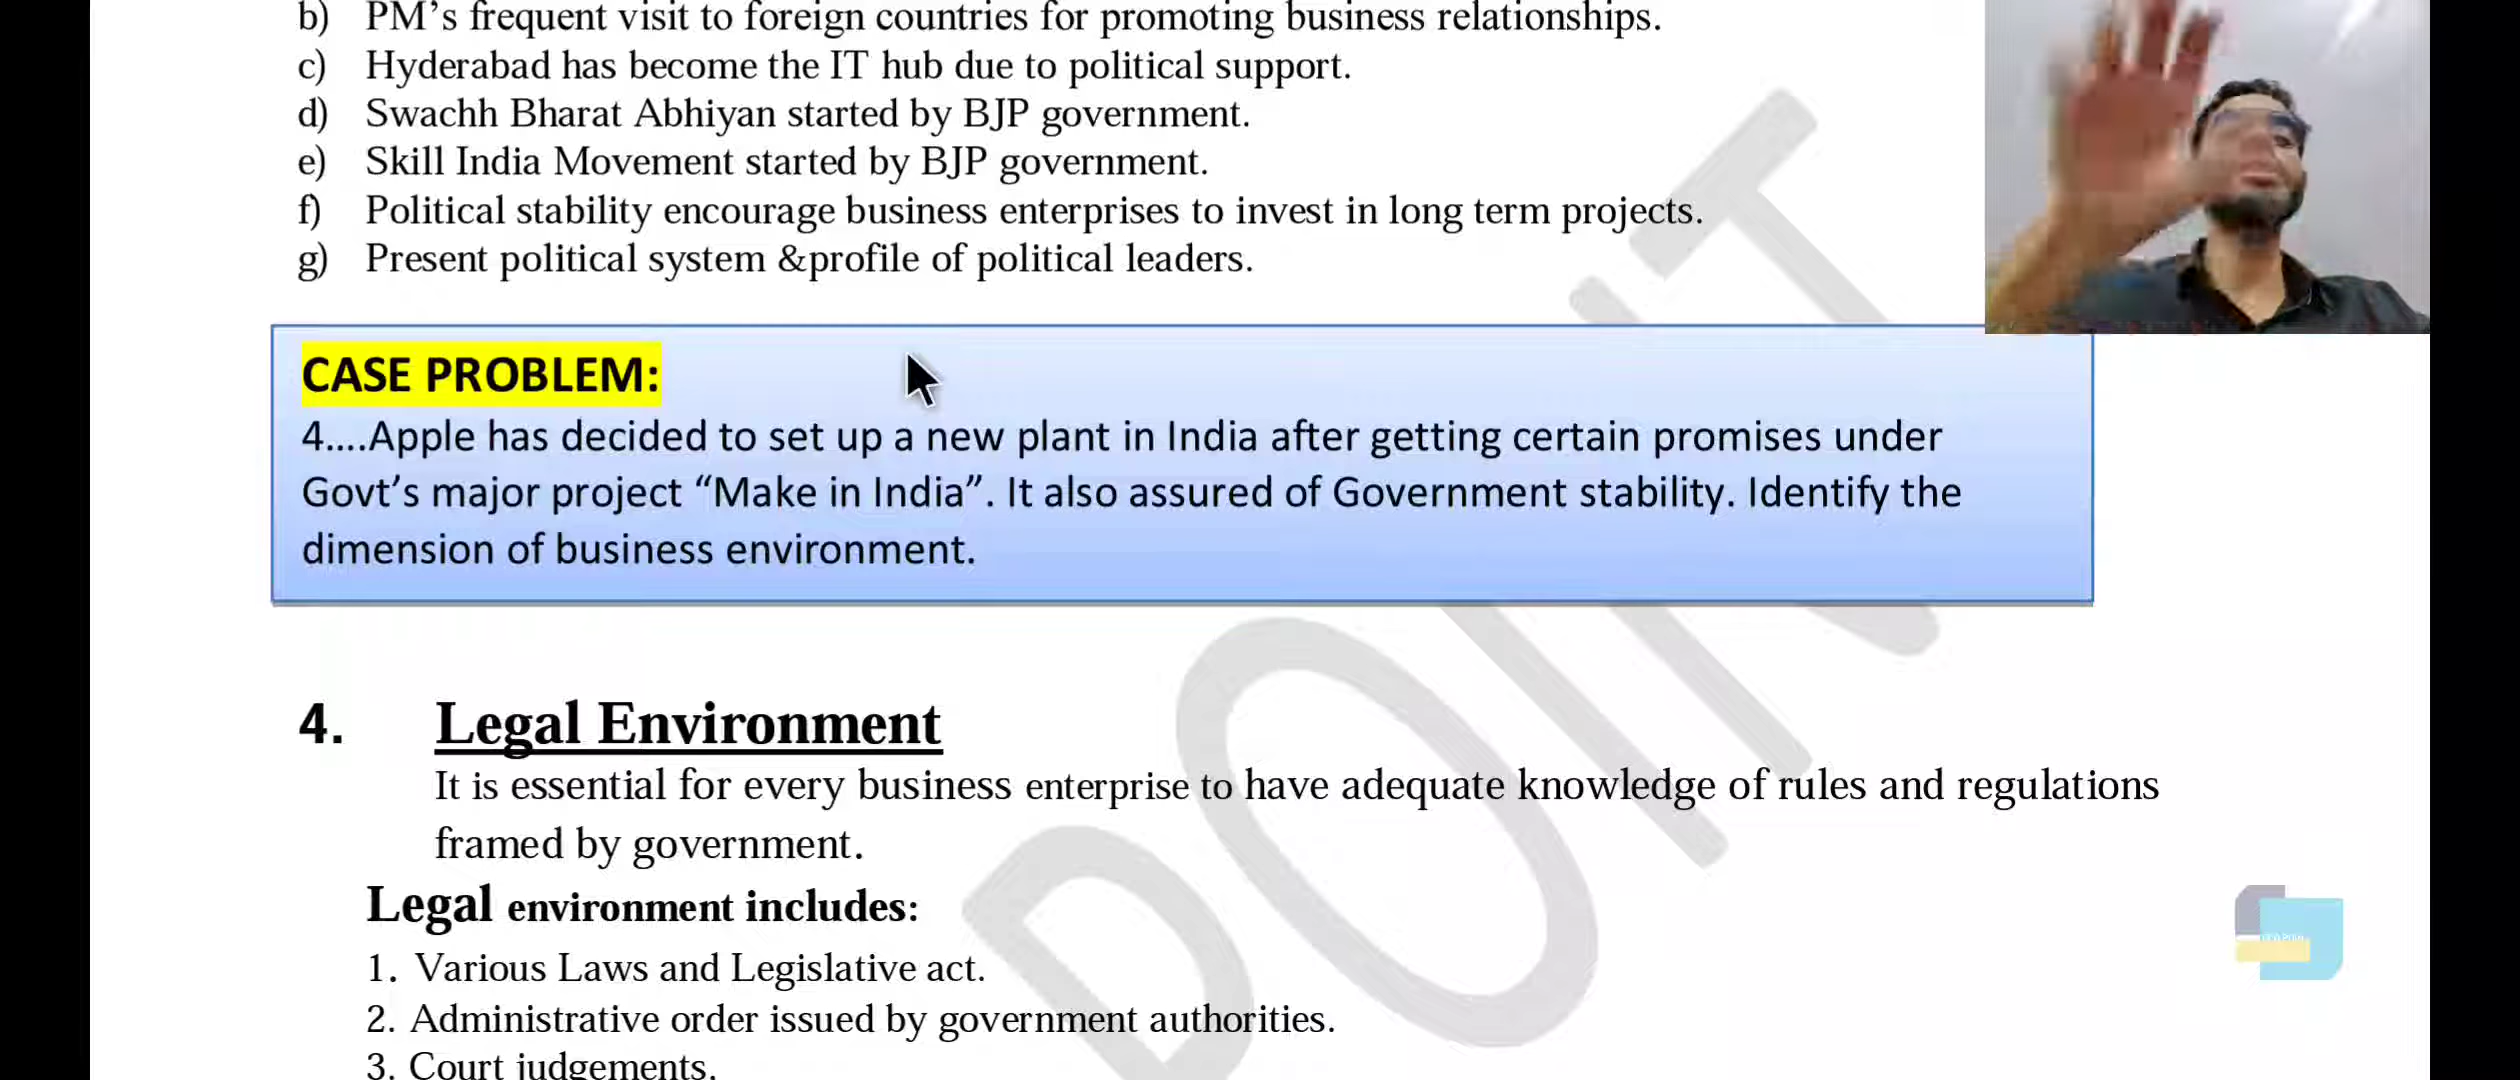 b) PM’s frequent visit to foreign countries for promoting business relationships.
c) Hyderabad has become the IT hub due to political support.
d) Swachh Bharat Abhiyan started by BJP government.
e) Skill India Movement started by BJP government.
f) Political stability encourage business enterprises to invest in long term projects.
g) Present political system &profile of political leaders.
CASE PROBLEM:
4....Apple has decided to set up a new plant in India after getting certain promises under
Govt’s major project “Make in India”. It also assured of Government stability. Identify the
dimension of business environment.
4. Legal Environment
It is essential for every business enterprise to have adequate knowledge of rules and regulations
framed by government.
Legal environment includes:
1. Various Laws and Legislative act.
2. Administrative order issued by government authorities.
3. Court judgements.
POINT